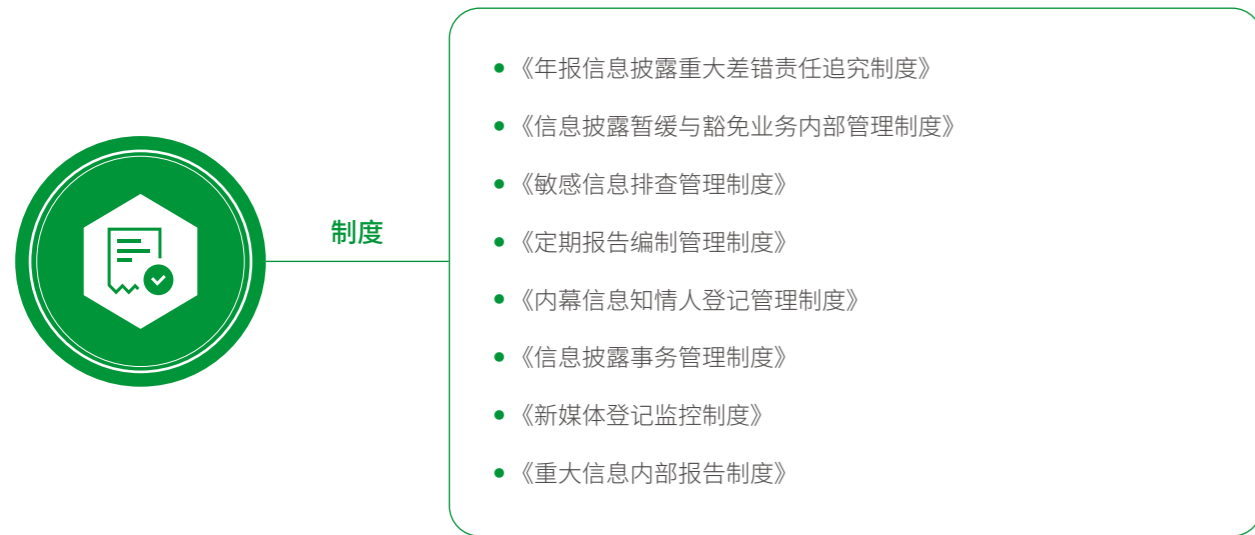 制度
《年报信息披露重大差错责任追究制度》
《信息披露暂缓与豁免业务内部管理制度》
《敏感信息排查管理制度》
《定期报告编制管理制度》
《内幕信息知情人登记管理制度》
《信息披露事务管理制度》
《新媒体登记监控制度》
《重大信息内部报告制度》